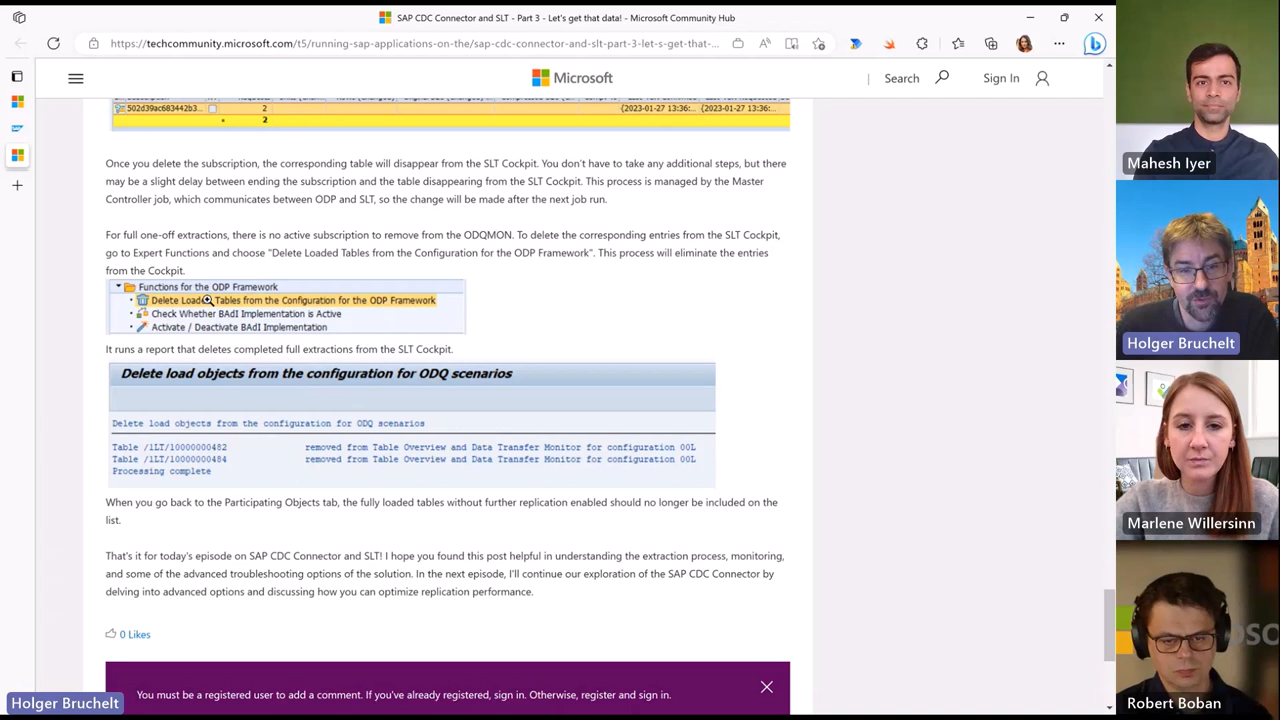 SAP CDC Connector and SLT - Part 3 - Let's get that data! - Microsoft Community Hub
https://techcommunity.microsoft.com/t5/running-sap-applications-on-the/sap-cdc-connector-and-slt-part-3-let-s-get-that-...
Microsoft
Search
Sign In
502d39ac683442b3...
2
{2023-01-27 13:36:...
{2023-01-27 13:36:...
* 2
Once you delete the subscription, the corresponding table will disappear from the SLT Cockpit. You don't have to take any additional steps, but there
may be a slight delay between ending the subscription and the table disappearing from the SLT Cockpit. This process is managed by the Master
Controller job, which communicates between ODP and SLT, so the change will be made after the next job run.
For full one-off extractions, there is no active subscription to remove from the ODQMON. To delete the corresponding entries from the SLT Cockpit,
go to Expert Functions and choose "Delete Loaded Tables from the Configuration for the ODP Framework". This process will eliminate the entries
from the Cockpit.
Functions for the ODP Framework
Delete Loaded Tables from the Configuration for the ODP Framework
Check Whether BAdI Implementation is Active
Activate / Deactivate BAdI Implementation
It runs a report that deletes completed full extractions from the SLT Cockpit.
Delete load objects from the configuration for ODQ scenarios
Delete load objects from the configuration for ODQ scenarios
Table /1LT/10000000482 removed from Table Overview and Data Transfer Monitor for configuration 00L
Table /1LT/10000000484 removed from Table Overview and Data Transfer Monitor for configuration 00L
Processing complete
When you go back to the Participating Objects tab, the fully loaded tables without further replication enabled should no longer be included on the
list.
That's it for today's episode on SAP CDC Connector and SLT! I hope you found this post helpful in understanding the extraction process, monitoring,
and some of the advanced troubleshooting options of the solution. In the next episode, I'll continue our exploration of the SAP CDC Connector by
delving into advanced options and discussing how you can optimize replication performance.
0 Likes
You must be a registered user to add a comment. If you've already registered, sign in. Otherwise, register and sign in.
Holger Bruchelt
Mahesh Iyer
Holger Bruchelt
Marlene Willersinn
Robert Boban